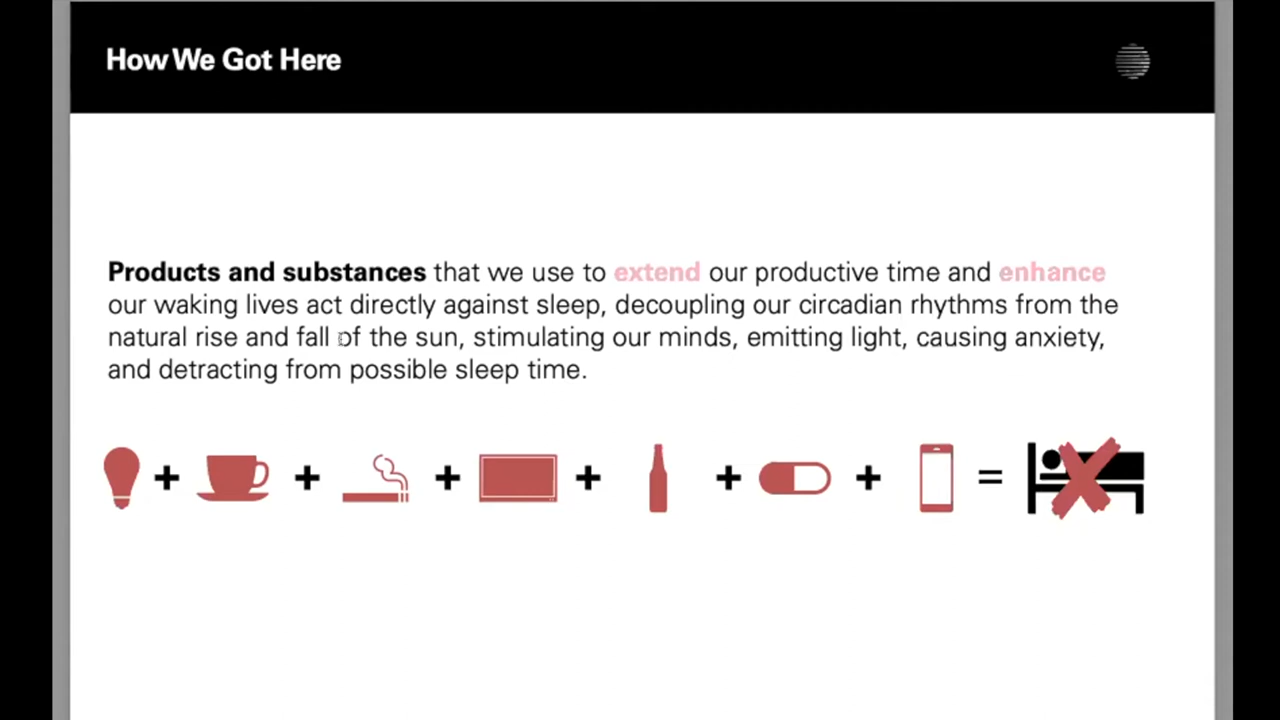 How We Got Here
Products and substances that we use to extend our productive time and enhance
our waking lives act directly against sleep, decoupling our circadian rhythms from the
natural rise and fall of the sun, stimulating our minds, emitting light, causing anxiety,
and detracting from possible sleep time.
+ + + + + + =